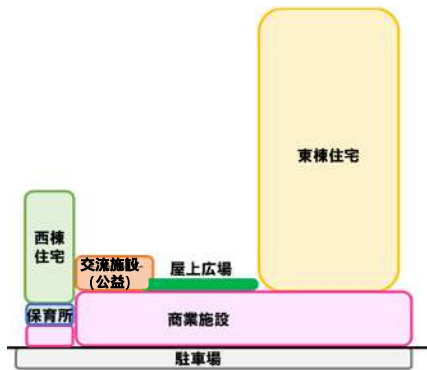 東棟住宅
西棟
住宅
交流施設
(公益)
屋上広場
保育所
商業施設
駐車場